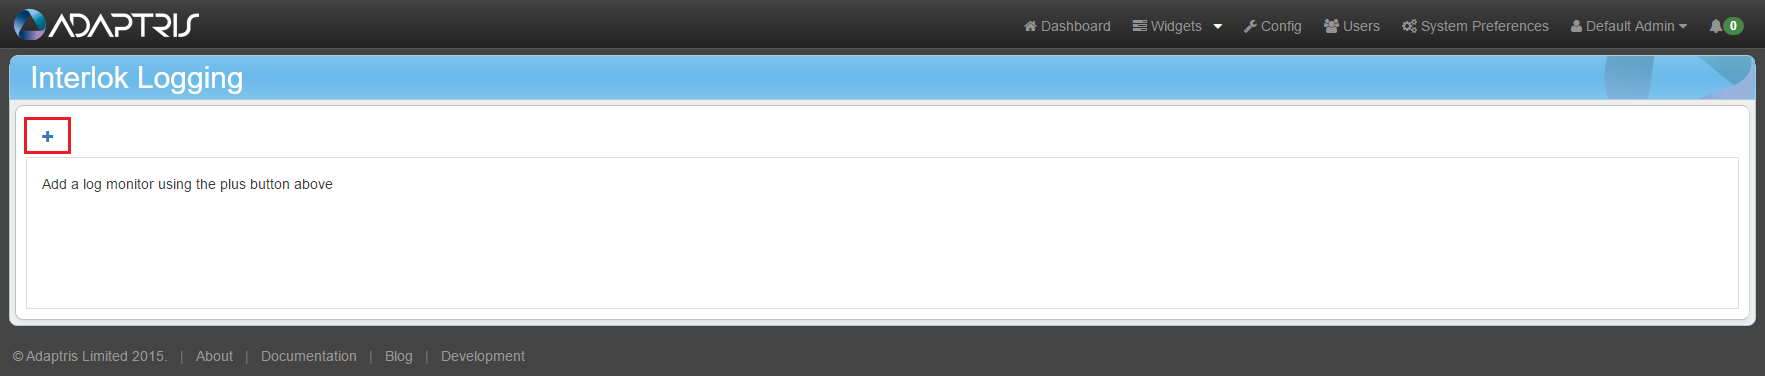 ADAPTRIS Dashboard Widgets Config Users System Preferences Default Admin 0
Interlok Logging
+
Add a log monitor using the plus button above
© Adaptris Limited 2015. | About | Documentation | Blog | Development